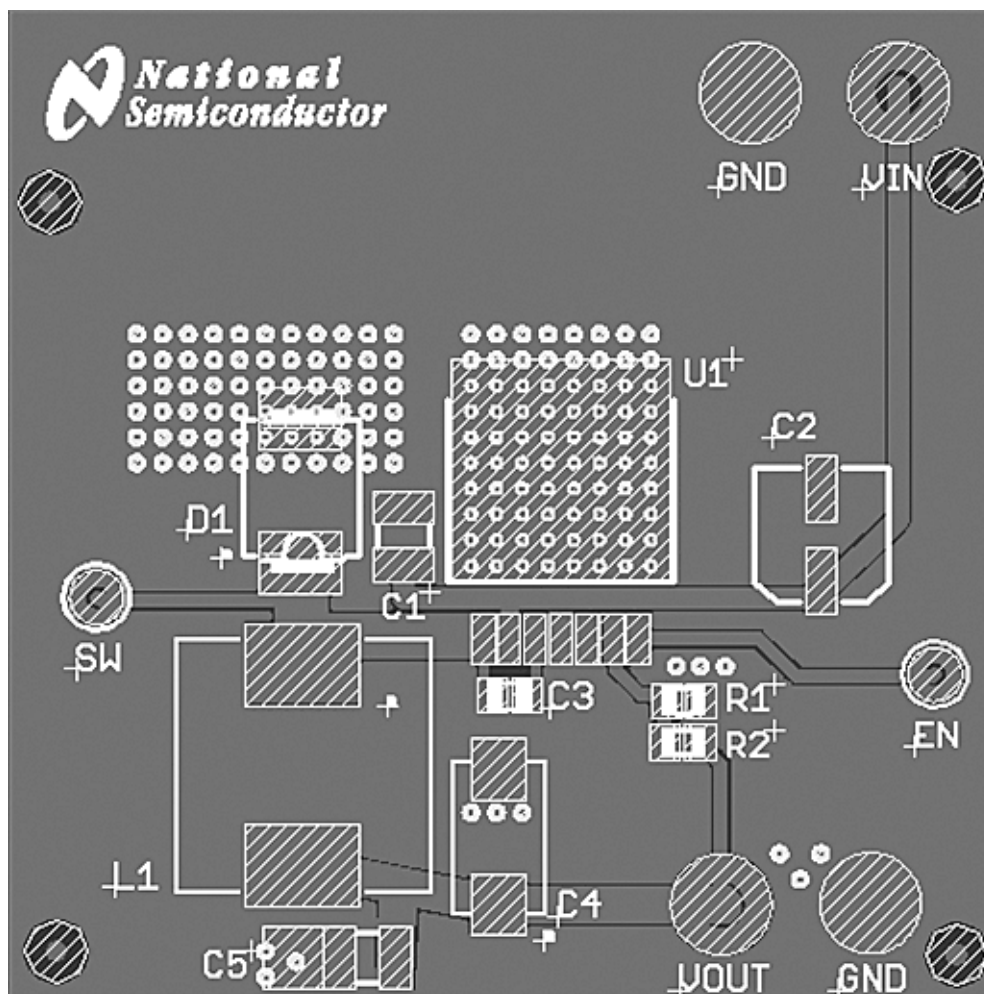 National
Semiconductor
GND VIN
U1
C2
D1
C1
SW
C3 R1
R2 EN
L1
C4
C5
VOUT GND